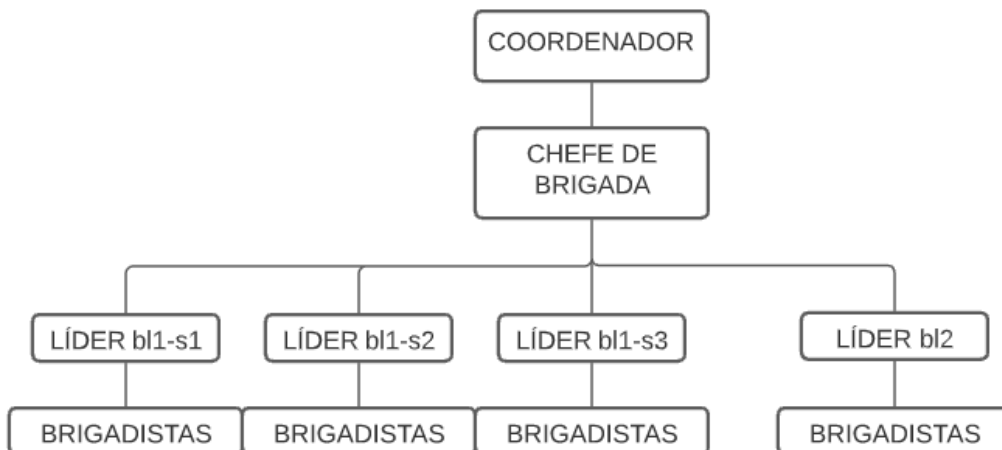 COORDENADOR
CHEFE DE
BRIGADA
LÍDER bl1-s1
LÍDER bl1-s2
LÍDER bl1-s3
LÍDER bl2
BRIGADISTAS
BRIGADISTAS
BRIGADISTAS
BRIGADISTAS